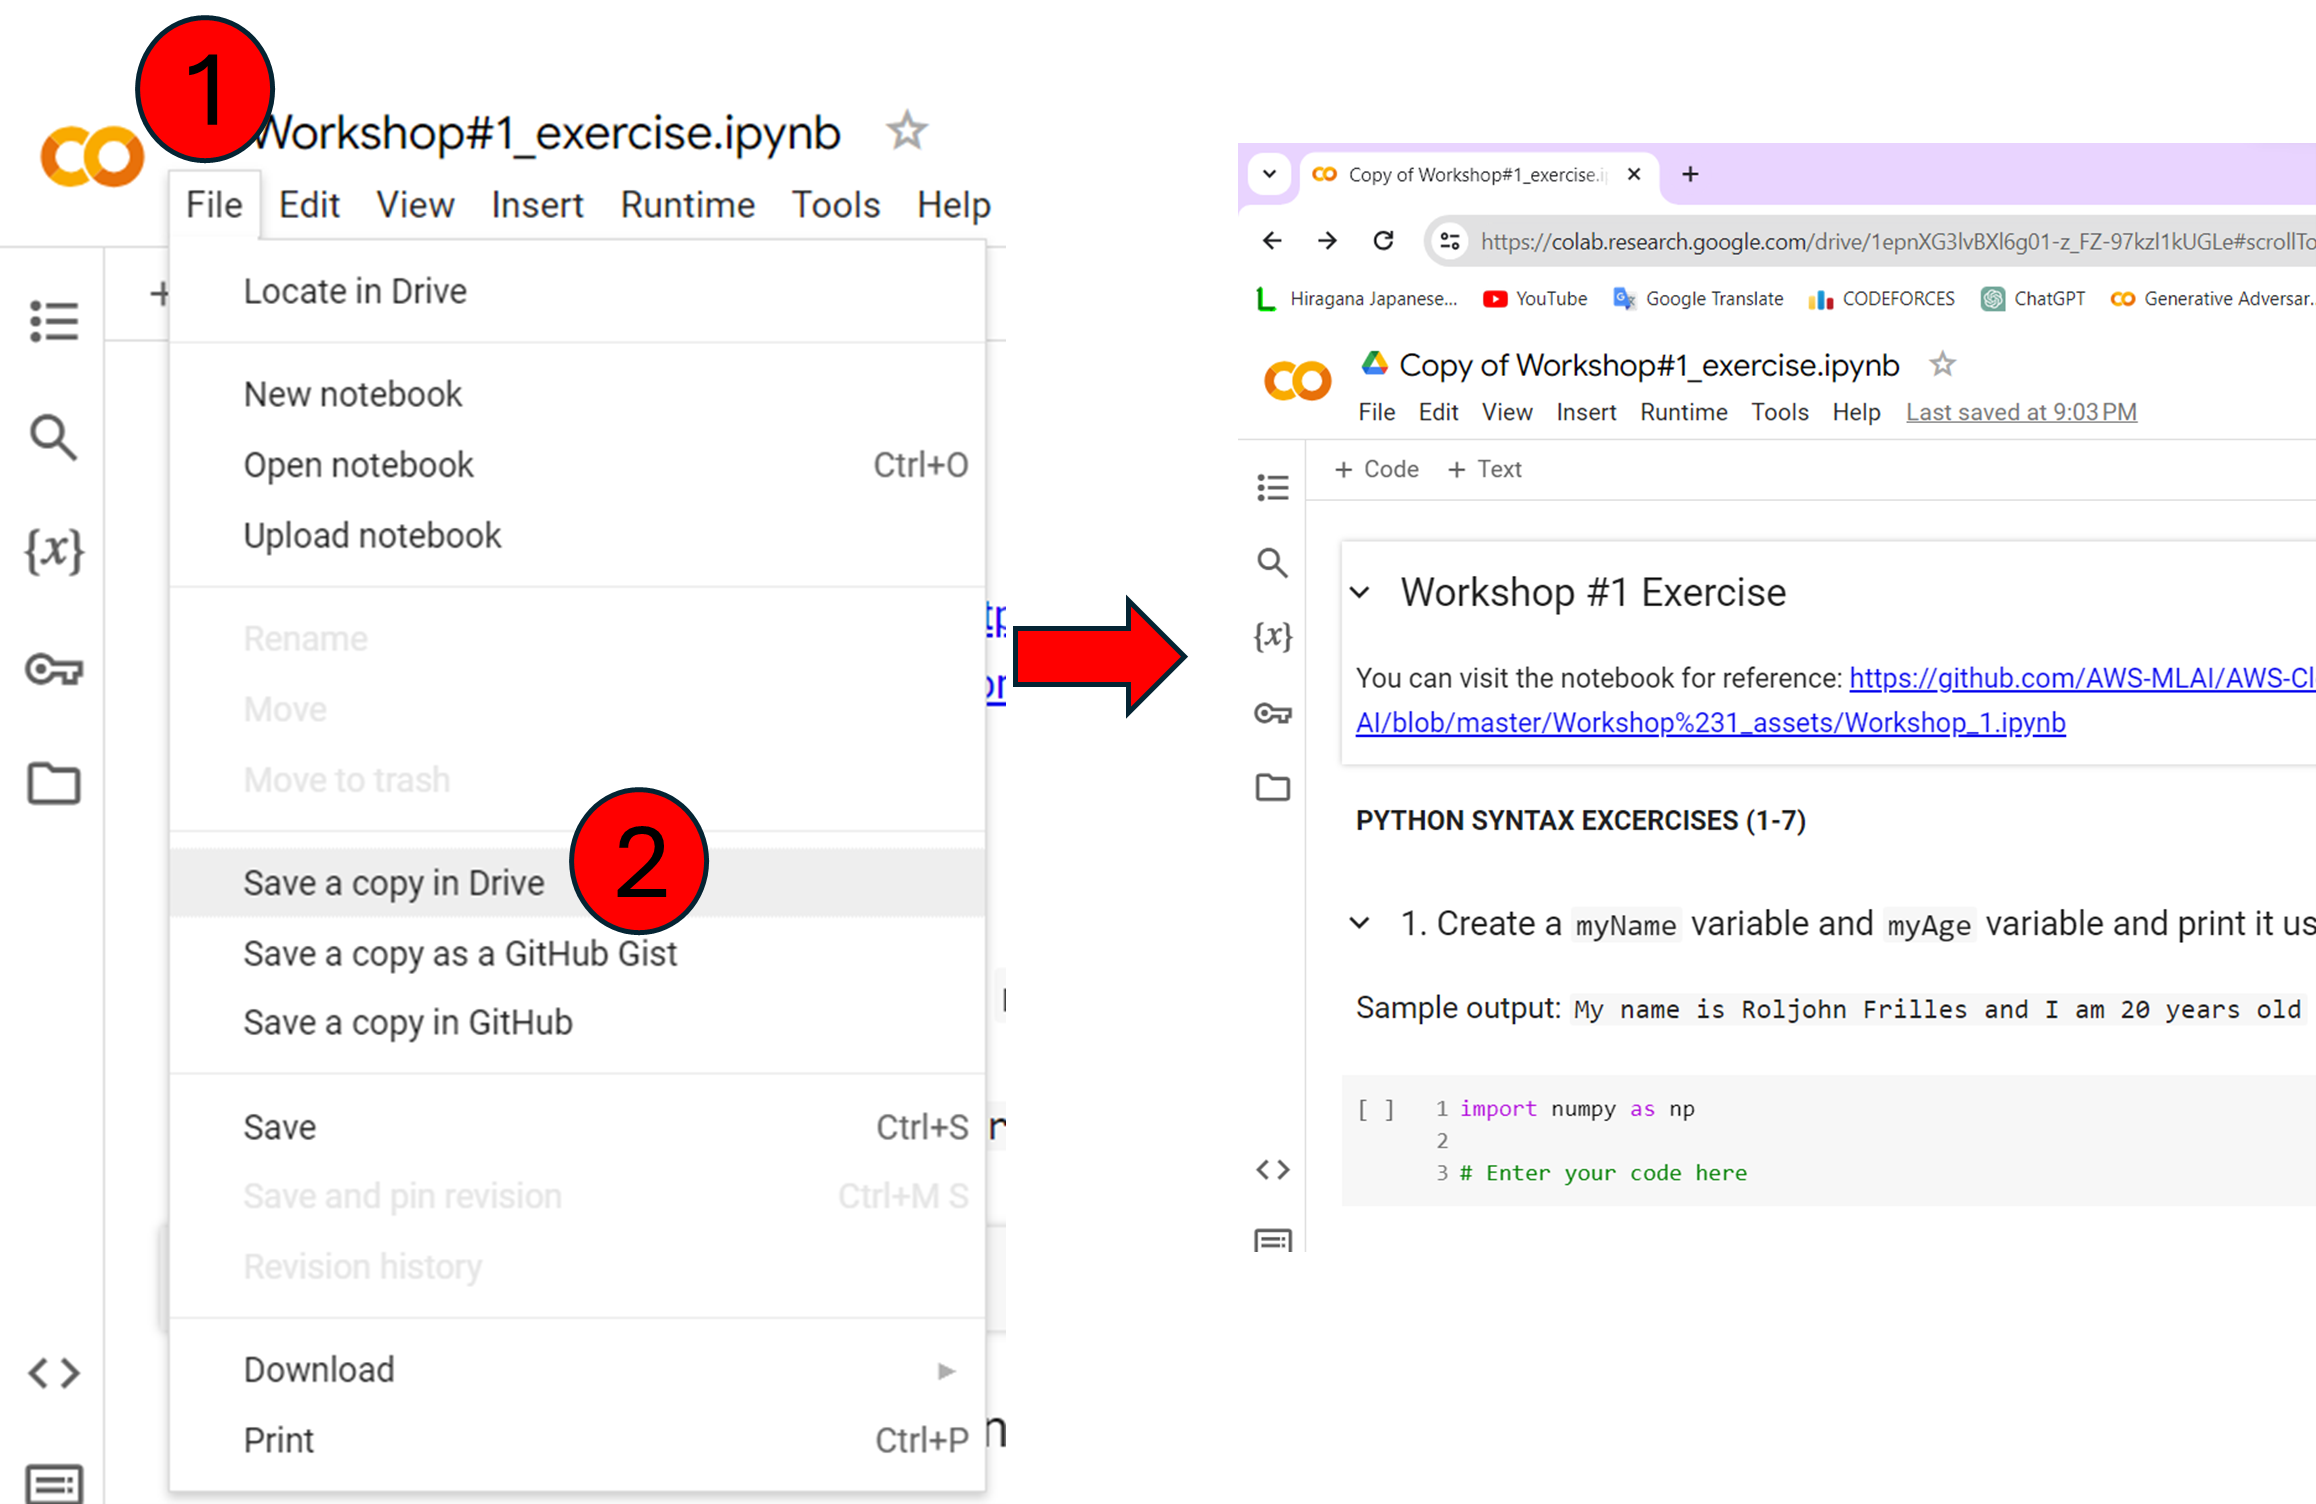 1
Workshop#1_exercise.ipynb
File Edit View Insert Runtime Tools Help
Locate in Drive
New notebook
Open notebook Ctrl+O
Upload notebook
Rename
Move
Move to trash
Save a copy in Drive
2
Save a copy as a GitHub Gist
Save a copy in GitHub
Save Ctrl+S
Save and pin revision Ctrl+M S
Revision history
Download
Print Ctrl+P
Copy of Workshop#1_exercise.i
https://colab.research.google.com/drive/1epnXG3lvBXl6g01-z_FZ-97kzl1kUGLe#scrollTo
Hiragana Japanese... YouTube Google Translate CODEFORCES ChatGPT Generative Adversar...
Copy of Workshop#1_exercise.ipynb
File Edit View Insert Runtime Tools Help Last saved at 9:03 PM
+ Code + Text
Workshop #1 Exercise
You can visit the notebook for reference: https://github.com/AWS-MLAI/AWS-Cl
AI/blob/master/Workshop%231_assets/Workshop_1.ipynb
PYTHON SYNTAX EXCERCISES (1-7)
1. Create a myName variable and myAge variable and print it us
Sample output: My name is Roljohn Frilles and I am 20 years old
[ ] 1 import numpy as np
2
3 # Enter your code here